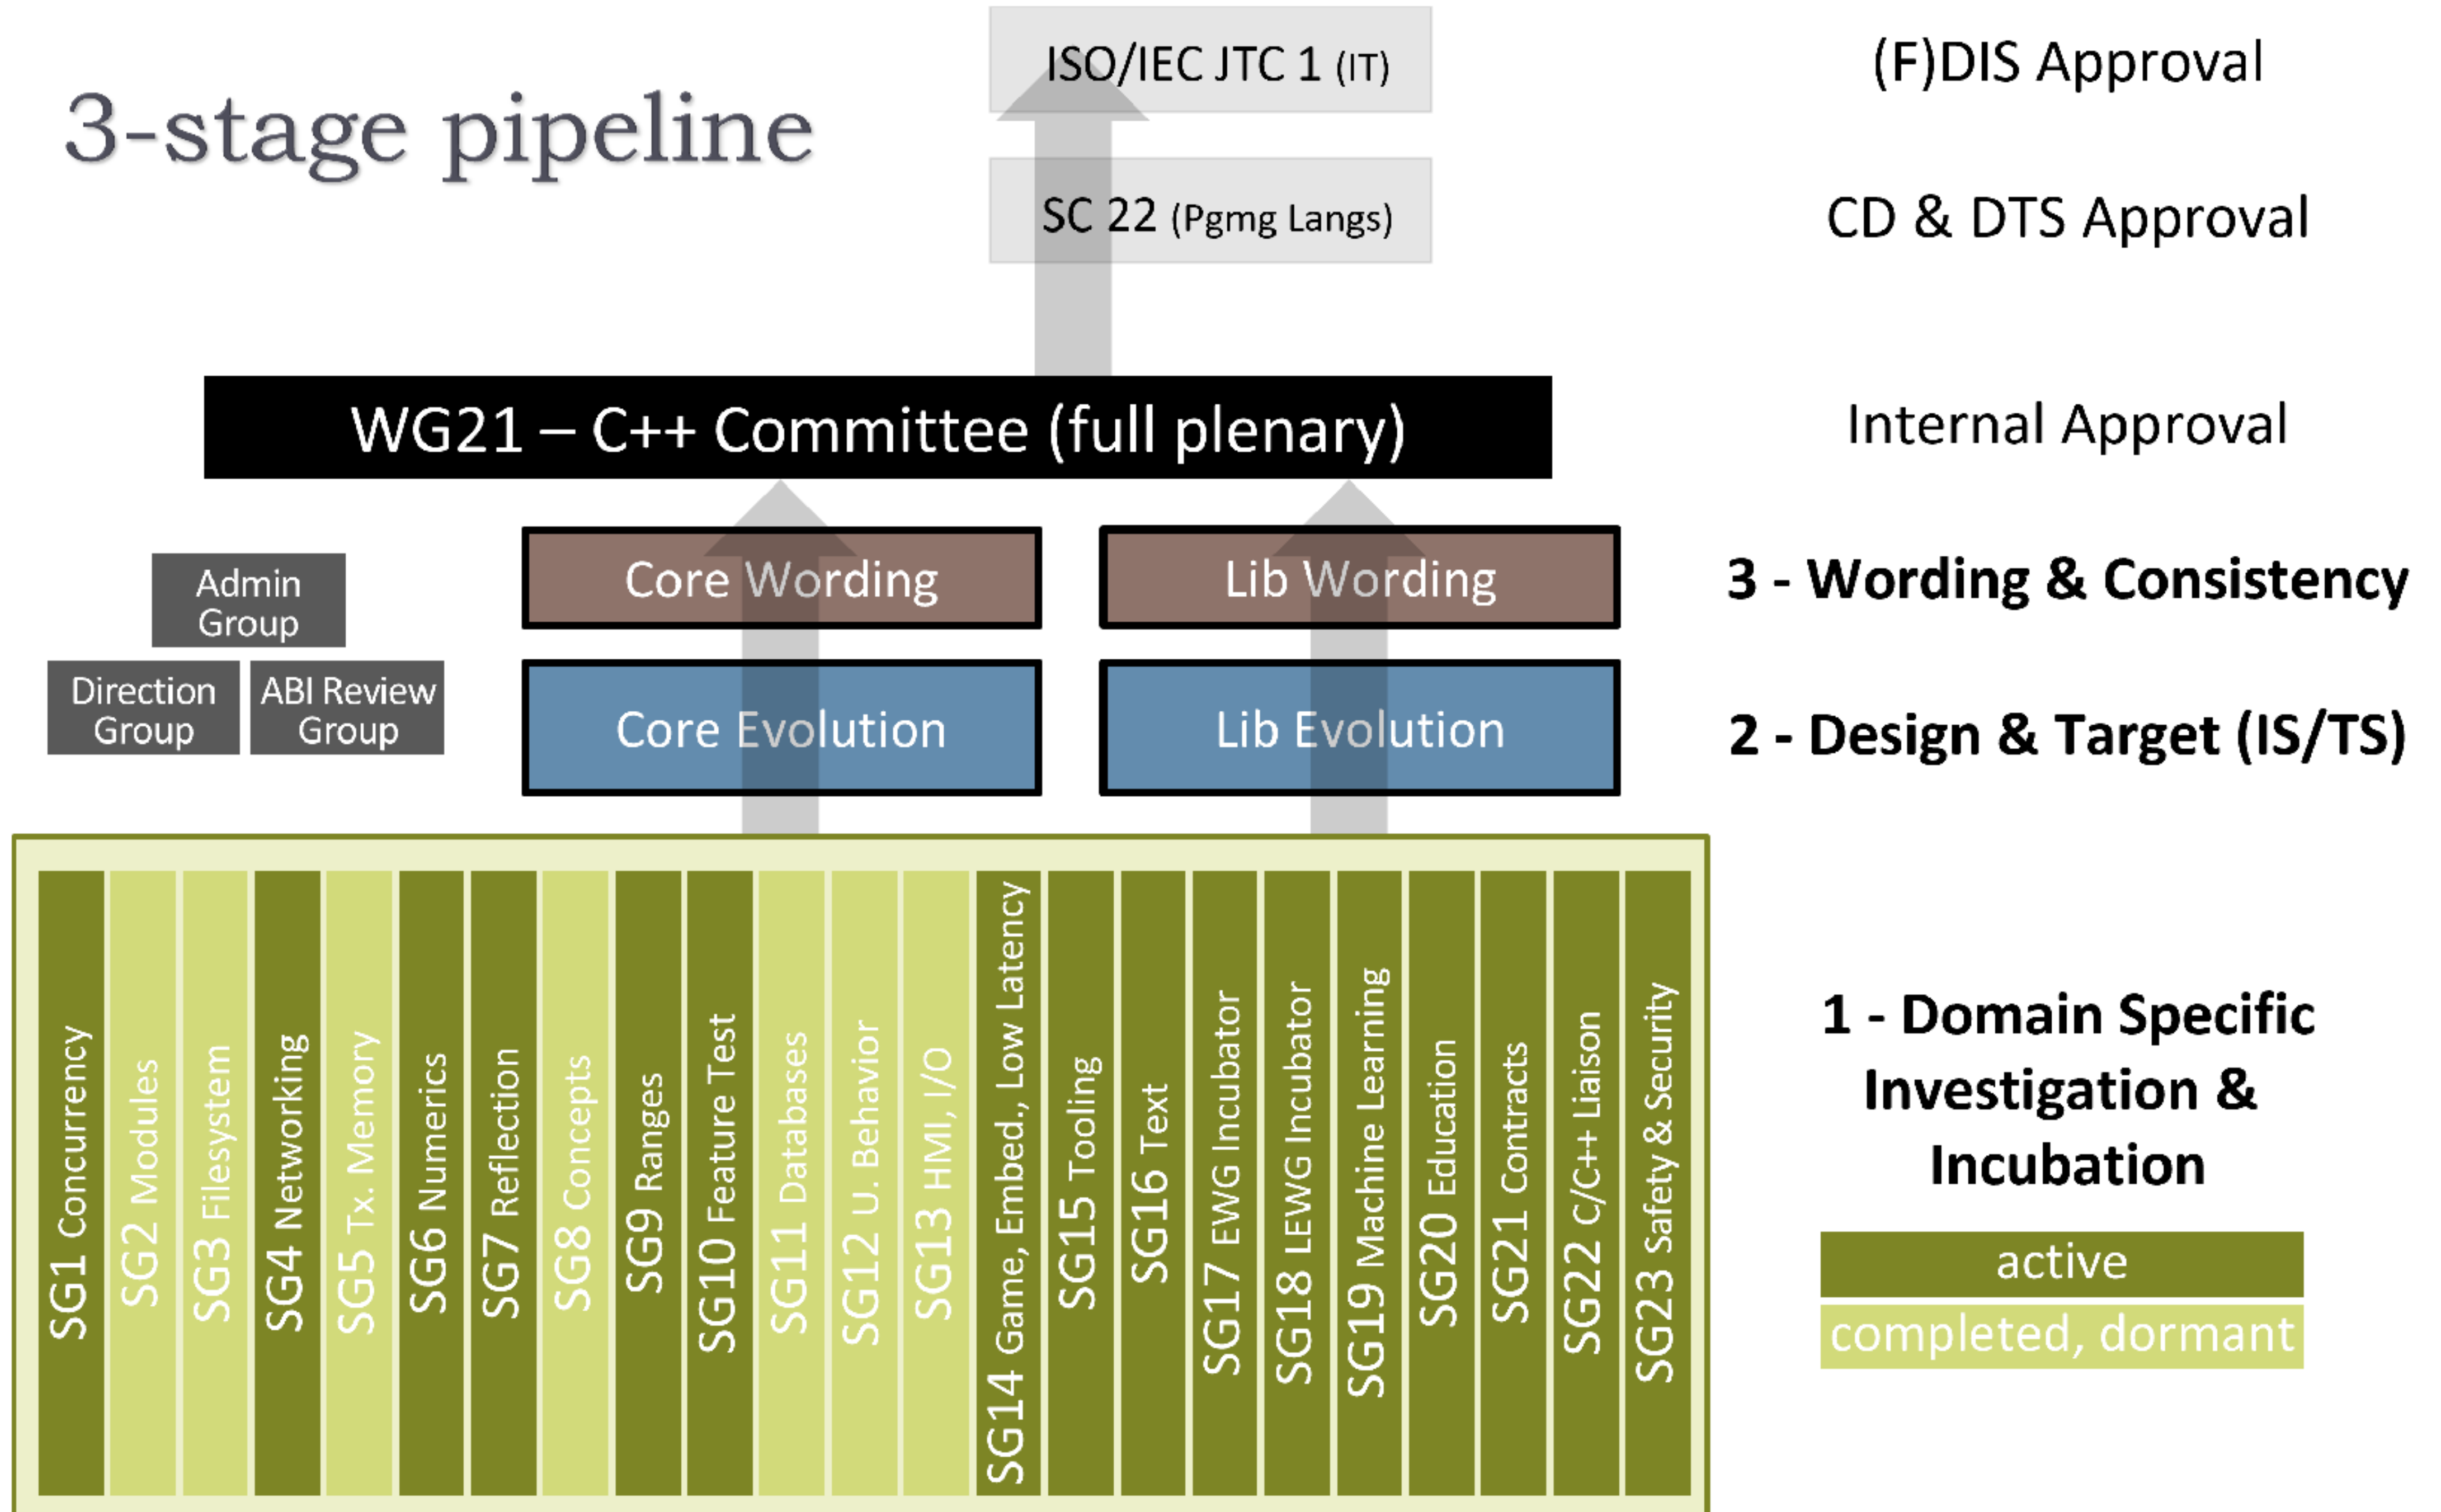 3-stage pipeline
ISO/IEC JTC 1 (IT)
(F)DIS Approval
SC 22 (Pgmg Langs)
CD & DTS Approval
WG21 – C++ Committee (full plenary)
Internal Approval
Admin
Group
Core Wording
Lib Wording
3 - Wording & Consistency
Direction
Group
ABI Review
Group
Core Evolution
Lib Evolution
2 - Design & Target (IS/TS)
SG1 Concurrency
SG2 Modules
SG3 Filesystem
SG4 Networking
SG5 Tx. Memory
SG6 Numerics
SG7 Reflection
SG8 Concepts
SG9 Ranges
SG10 Feature Test
SG11 Databases
SG12 U. Behavior
SG13 HMI, I/O
SG14 Game, Embed., Low Latency
SG15 Tooling
SG16 Text
SG17 EWG Incubator
SG18 LEWG Incubator
SG19 Machine Learning
SG20 Education
SG21 Contracts
SG22 C/C++ Liaison
SG23 Safety & Security
1 - Domain Specific
Investigation &
Incubation
active
completed, dormant